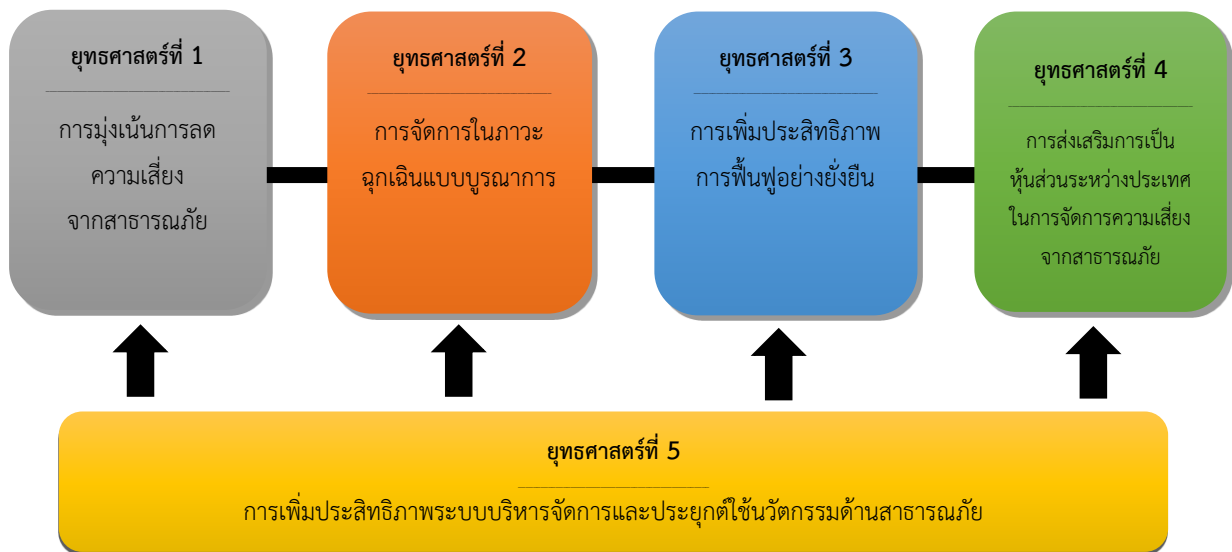 ยุทธศาสตร์ที่ 1
การมุ่งเน้นการลด
ความเสี่ยง
จากสาธารณภัย
ยุทธศาสตร์ที่ 2
การจัดการในภาวะ
ฉุกเฉินแบบบูรณาการ
ยุทธศาสตร์ที่ 3
การเพิ่มประสิทธิภาพ
การฟื้นฟูอย่างยั่งยืน
ยุทธศาสตร์ที่ 4
การส่งเสริมการเป็น
หุ้นส่วนระหว่างประเทศ
ในการจัดการความเสี่ยง
จากสาธารณภัย
ยุทธศาสตร์ที่ 5
การเพิ่มประสิทธิภาพระบบบริหารจัดการและประยุกต์ใช้นวัตกรรมด้านสาธารณภัย